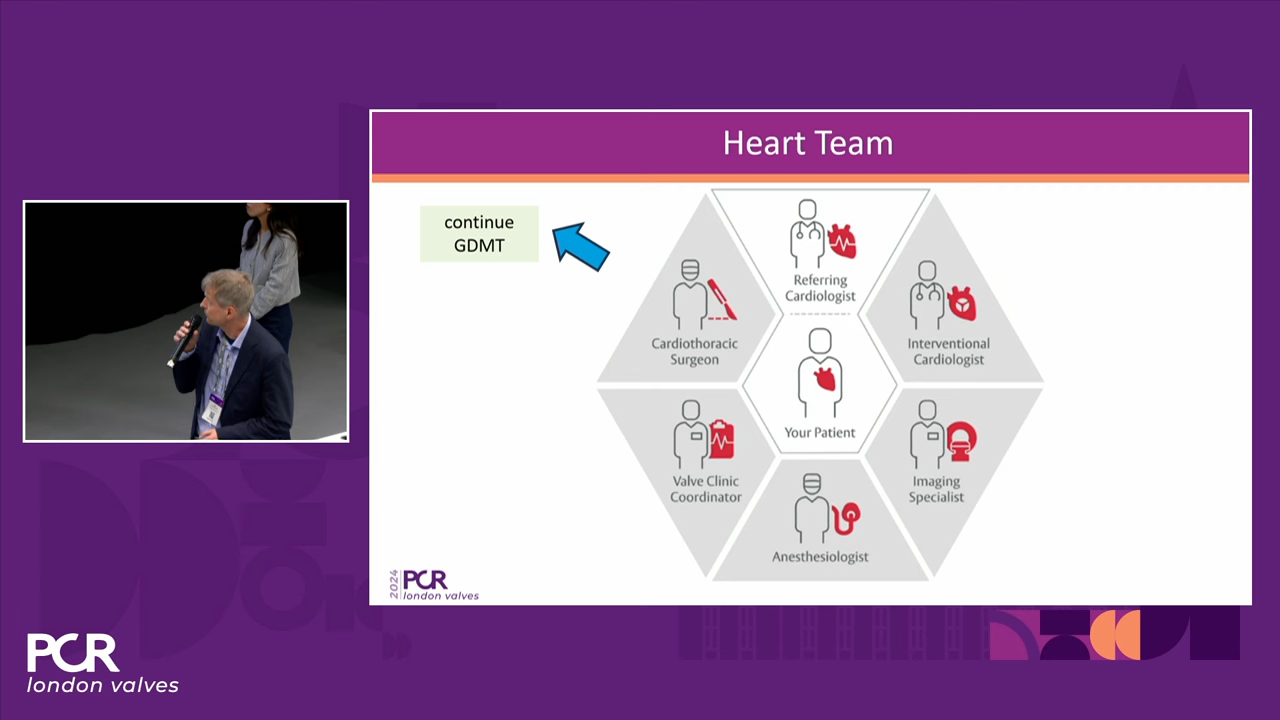 Heart Team
continue
GDMT
Referring
Cardiologist
Cardiothoracic
Surgeon
Interventional
Cardiologist
Your Patient
Valve Clinic
Coordinator
Imaging
Specialist
Anesthesiologist
2024
PCR
london valves
PCR
london valves